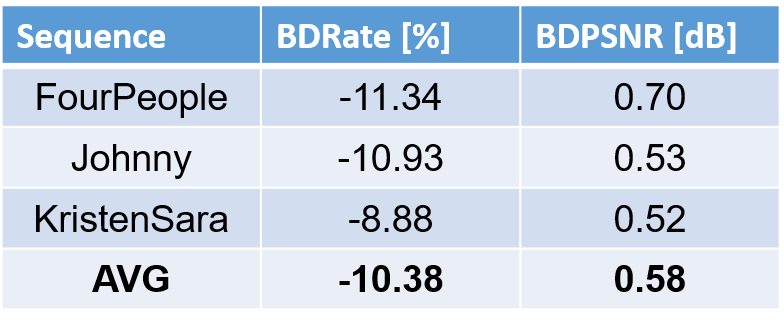 Sequence BDRate [%] BDPSNR [dB]
FourPeople -11.34 0.70
Johnny -10.93 0.53
KristenSara -8.88 0.52
AVG -10.38 0.58